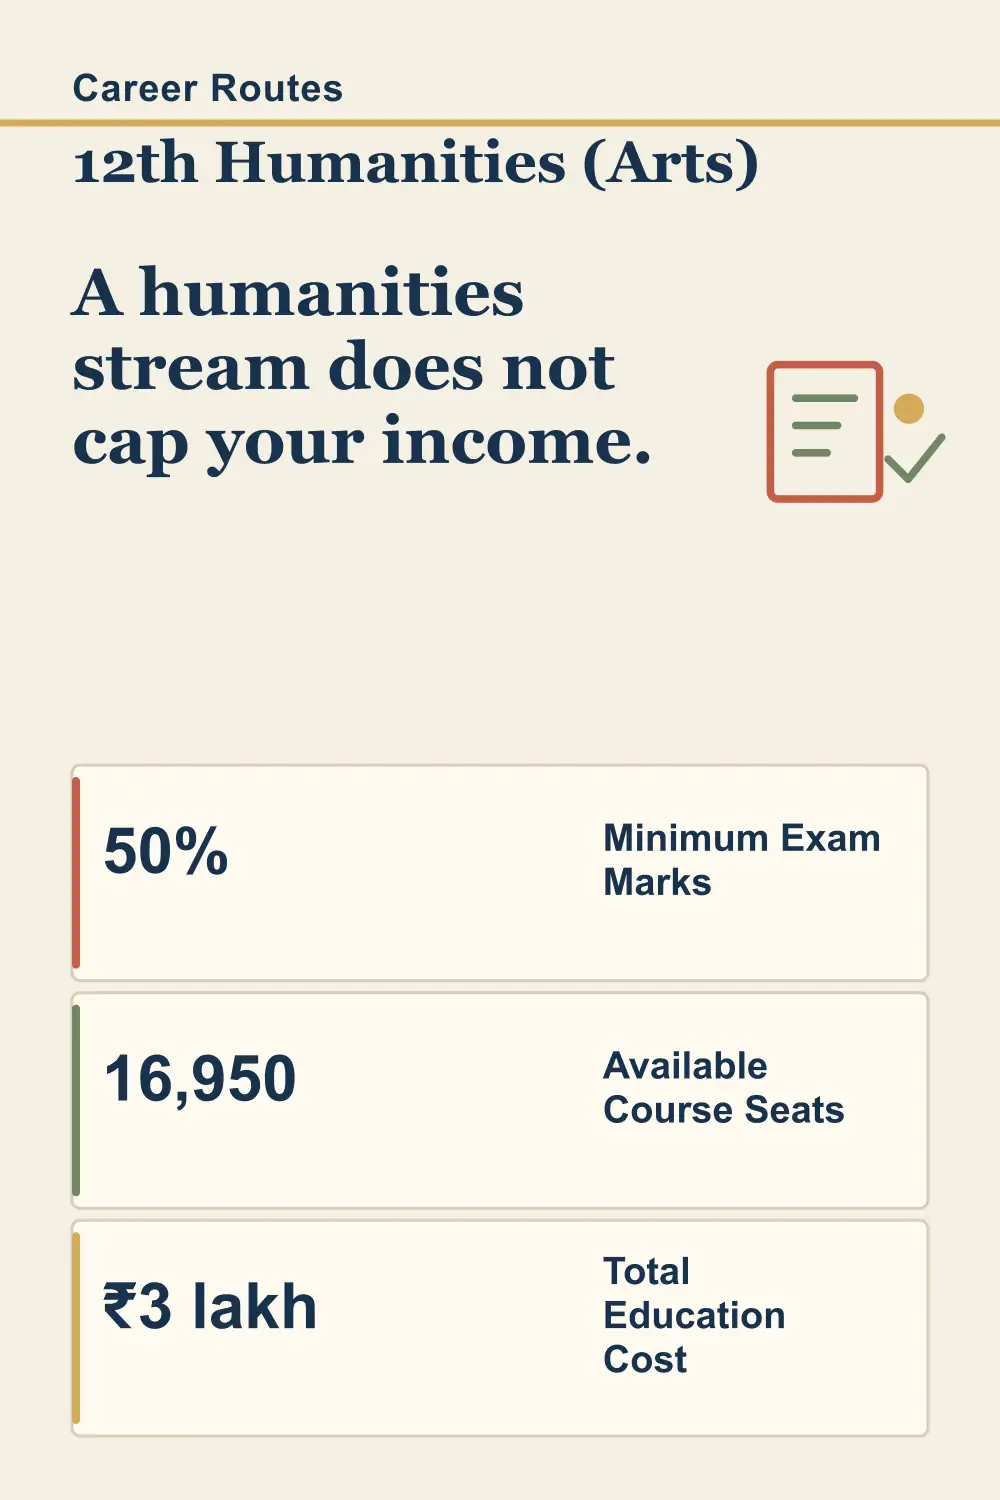 Career Routes
12th Humanities (Arts)
A humanities
stream does not
cap your income.
50%
Minimum Exam
Marks
16,950
Available
Course Seats
₹3 lakh
Total
Education
Cost